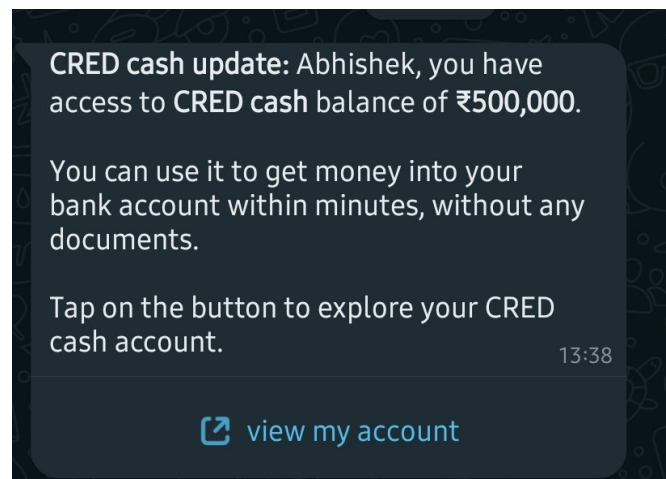 CRED cash update: Abhishek, you have
access to CRED cash balance of ₹500,000.
You can use it to get money into your
bank account within minutes, without any
documents.
Tap on the button to explore your CRED
cash account.
13:38
view my account